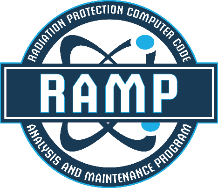 RADIATION PROTECTION COMPUTER CODE
RAMP
ANALYSIS AND MAINTENANCE PROGRAM